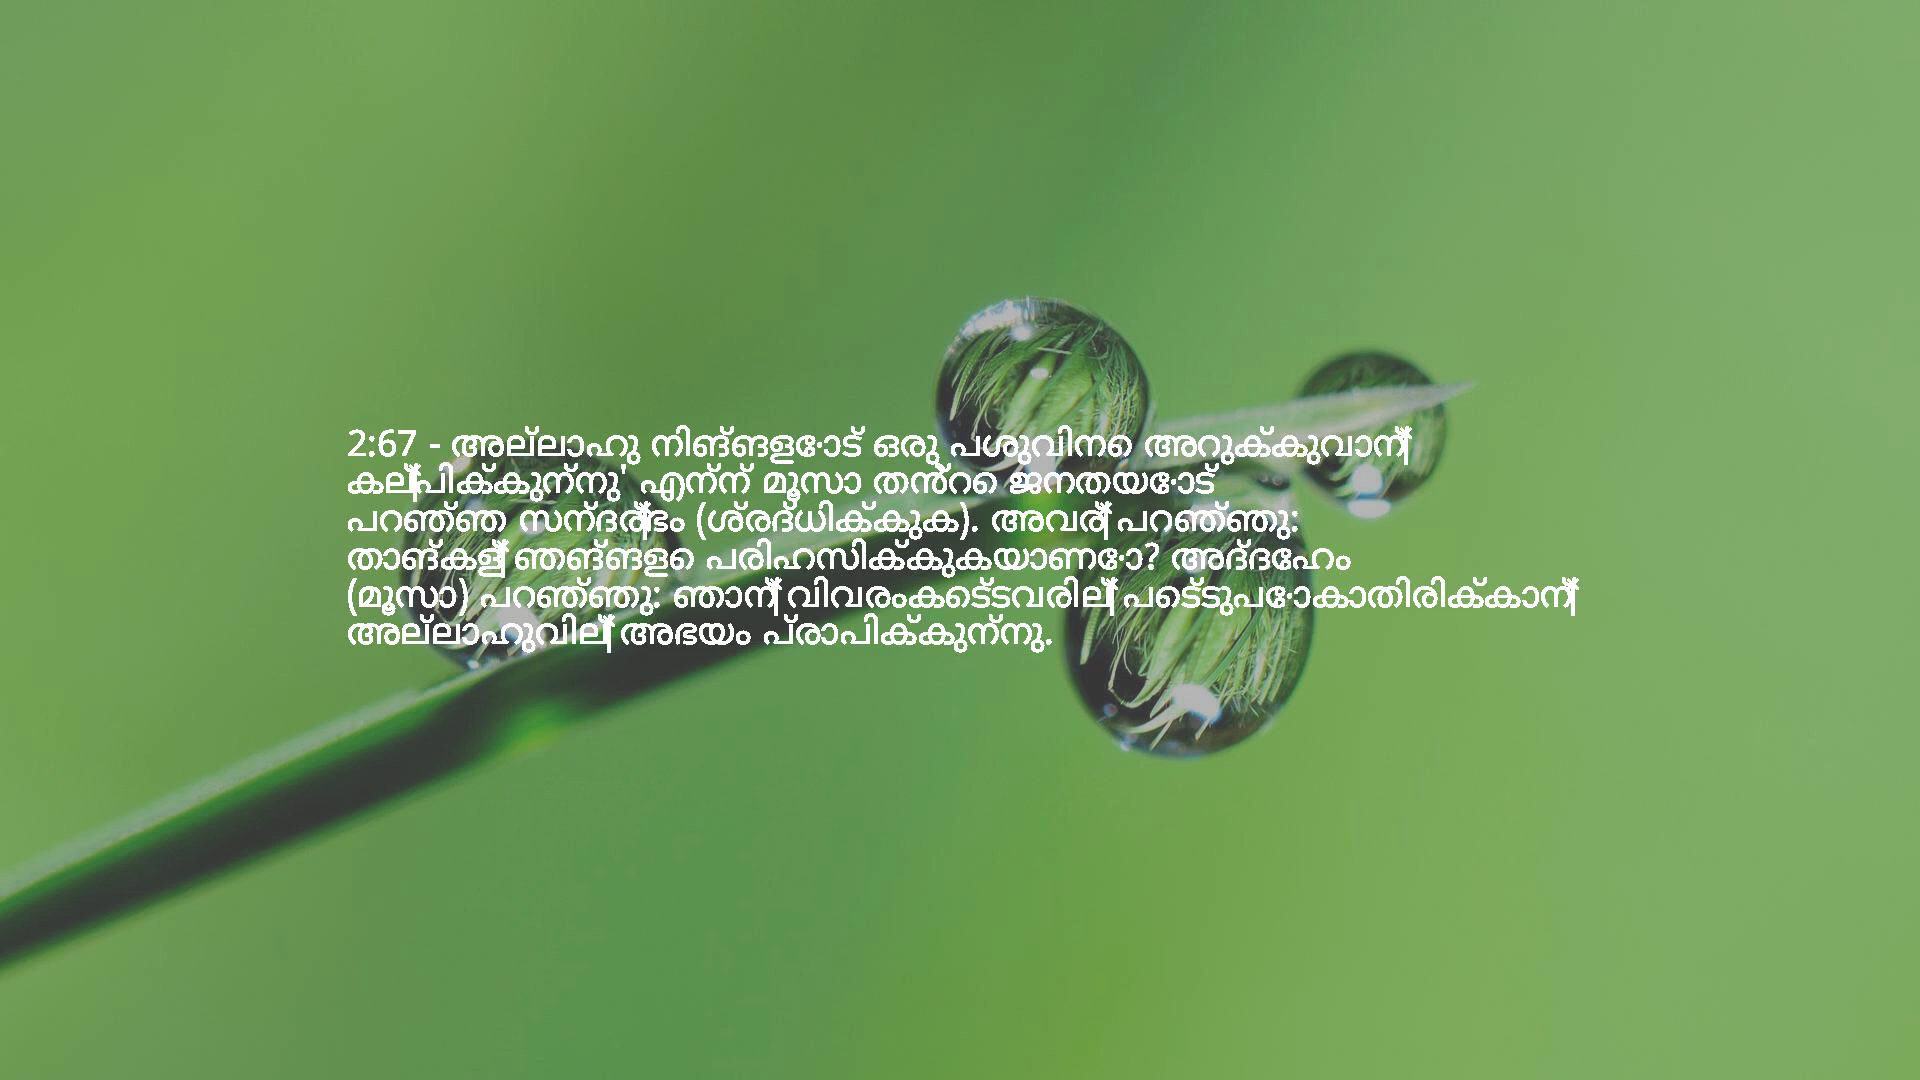 2:67 - അല്ലാഹു നിങ്ങളോട് ഒരു പശുവിനെ അറുക്കുവാന്‍
കല്‍പിക്കുന്നു' എന്ന് മൂസാ തൻറെ ജനതയോട്
പറഞ്ഞ സന്ദര്‍ഭം (ശ്രദ്ധിക്കുക). അവര്‍ പറഞ്ഞു:
താങ്കള്‍ ഞങ്ങളെ പരിഹസിക്കുകയാണോ? അദ്ദേഹം
(മൂസാ) പറഞ്ഞു: ഞാന്‍ വിവരംകെട്ടവരില്‍ പെട്ടുപോകാതിരിക്കാന്‍
അല്ലാഹുവില്‍ അഭയം പ്രാപിക്കുന്നു.